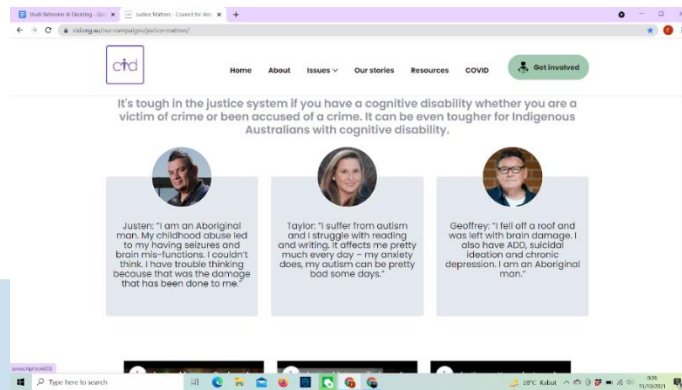 Justice Matters - Council for Int
cid.org.au/our-campaigns/justice-matters/
cid
Home About Issues Our stories Resources COVID Get involved
It's tough in the justice system if you have a cognitive disability whether you are a
victim of crime or been accused of a crime. It can be even tougher for Indigenous
Australians with cognitive disability.
Justen: "I am an Aboriginal
man. My childhood abuse led
to my having seizures and
brain mis-functions. I couldn't
think. I have trouble thinking
because that was the damage
that has been done to me."
Taylor: "I suffer from autism
and I struggle with reading
and writing. It affects me pretty
much every day – my anxiety
does, my autism can be pretty
bad some days."
Geoffrey: "I fell off a roof and
was left with brain damage. I
also have ADD, suicidal
ideation and chronic
depression. I am an Aboriginal
man."
Type here to search
28°C Kabut